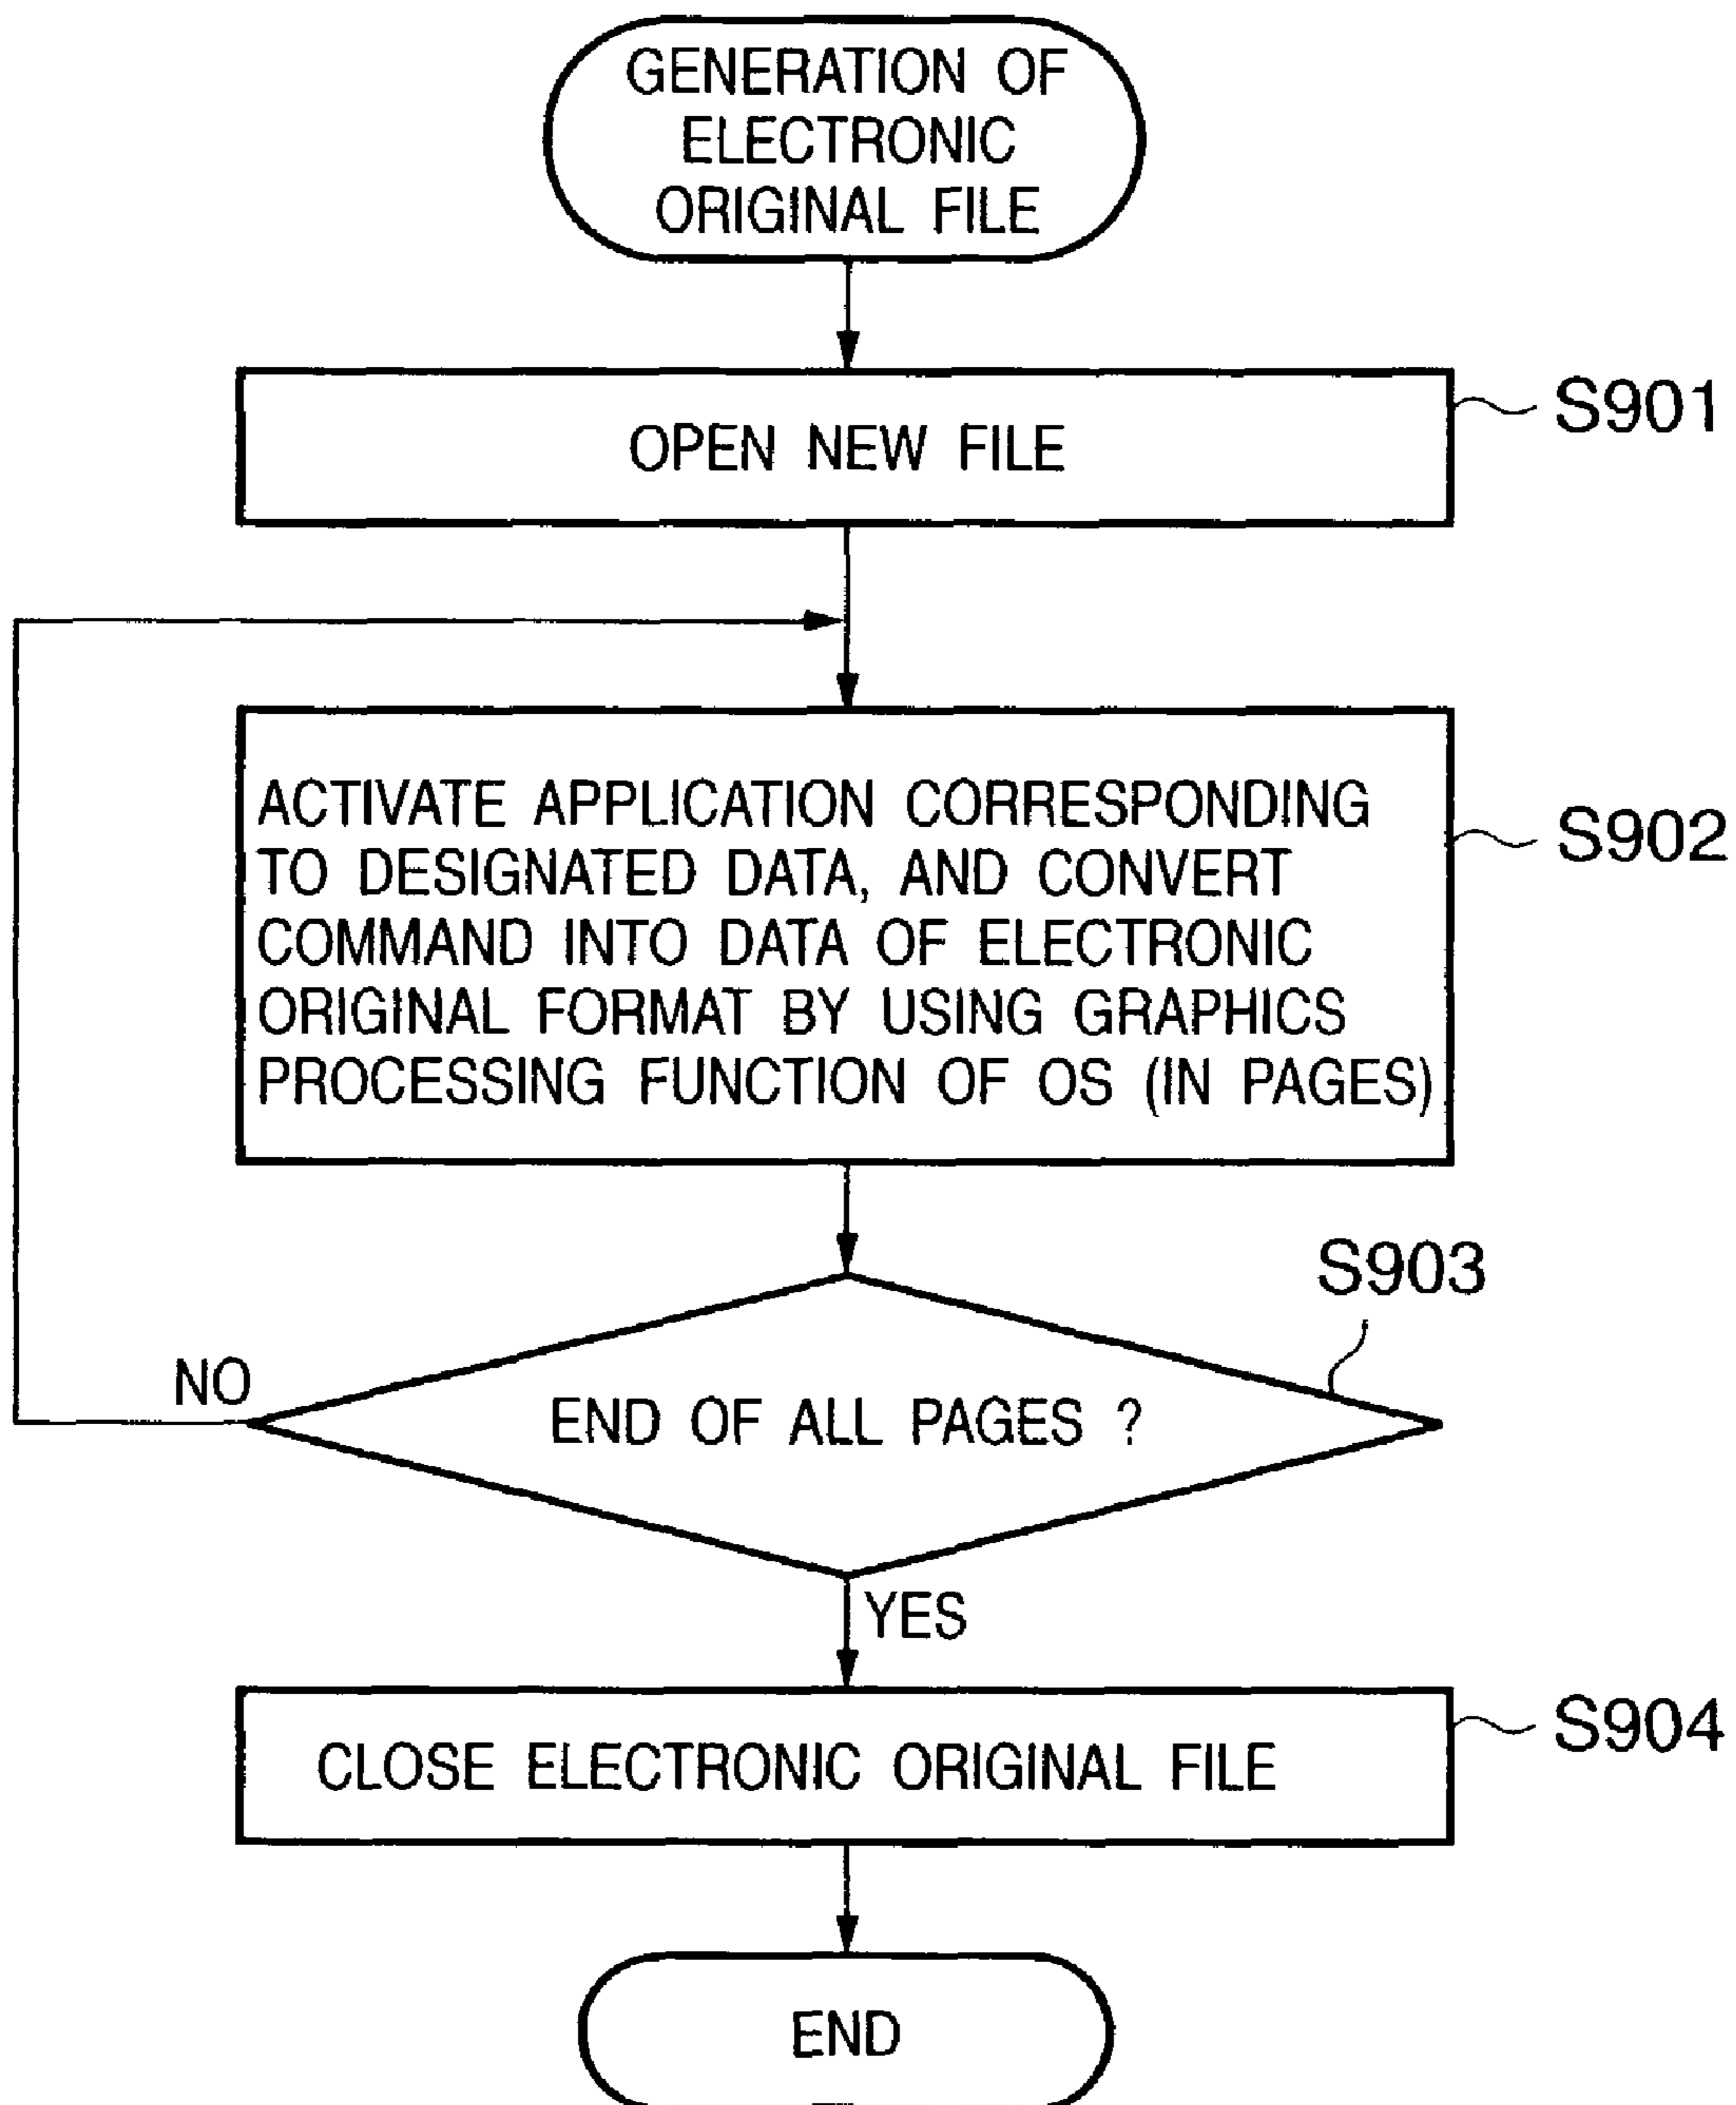 GENERATION OF
ELECTRONIC
ORIGINAL FILE
OPEN NEW FILE
S901
ACTIVATE APPLICATION CORRESPONDING
TO DESIGNATED DATA, AND CONVERT
COMMAND INTO DATA OF ELECTRONIC
ORIGINAL FORMAT BY USING GRAPHICS
PROCESSING FUNCTION OF OS (IN PAGES)
S902
S903
NO
END OF ALL PAGES ?
YES
CLOSE ELECTRONIC ORIGINAL FILE
S904
END